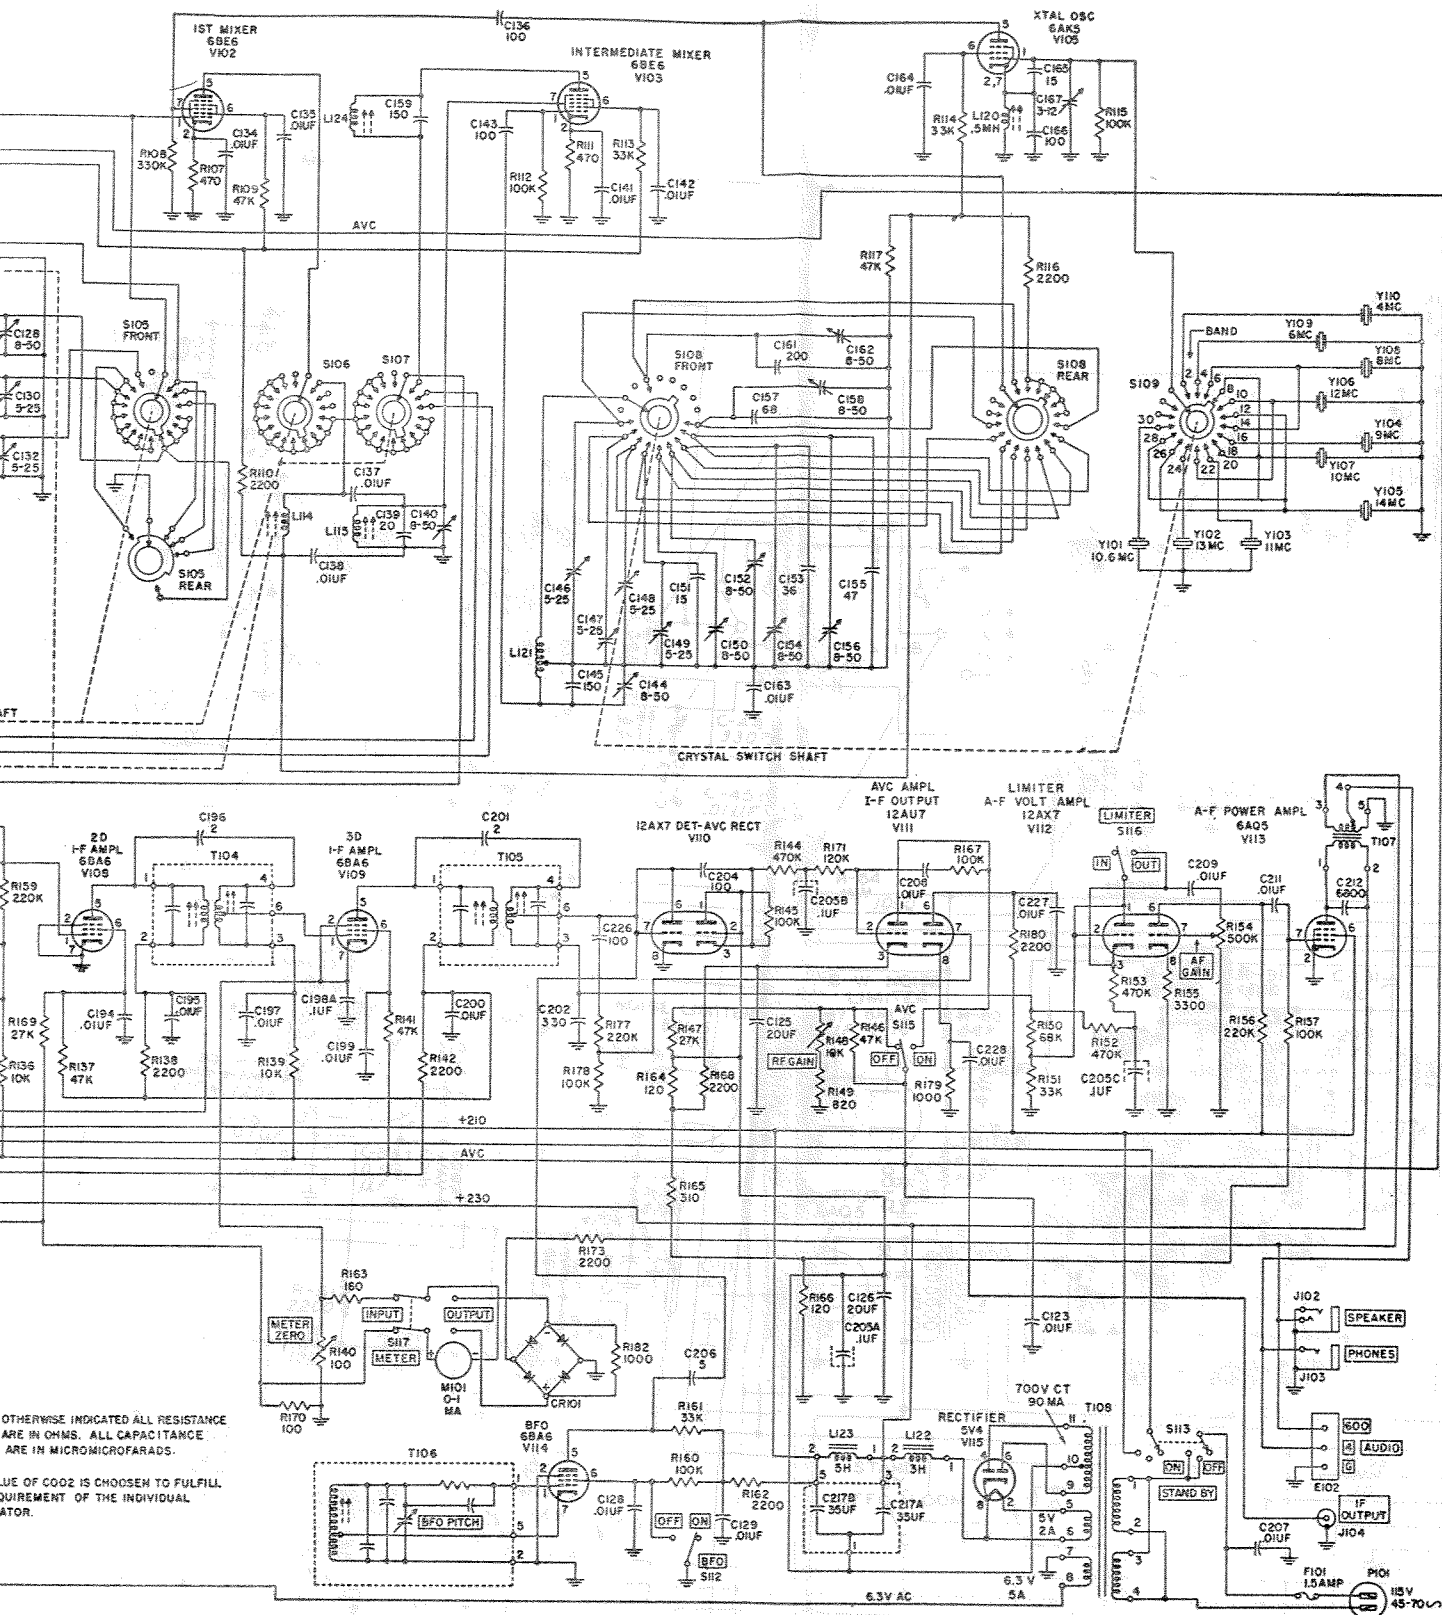 1ST MIXER
6BE6
V102
C136
100
XTAL OSC
6AK5
V105
INTERMEDIATE MIXER
6BE6
V103
C164
.01UF
C165
15
C167
3-12
C166
100
R115
100K
R114
33K
L120
.5MH
C135
.01UF
C134
.01UF
R108
330K
R107
470
R109
47K
L124
C159
150
C143
100
R111
470
R113
33K
R112
100K
C141
.01UF
C142
.01UF
AVC
R117
47K
R116
2200
C128
8-50
C130
5-25
C132
5-25
S105
FRONT
S106
S107
S108
FRONT
C161
200
C162
8-50
C157
68
C158
8-50
S108
REAR
S109
BAND
2 4 6 8 10 12 14 16 18 20 22 24 26 28 30
Y110
4MC
Y109
6MC
Y108
8MC
Y106
12MC
Y104
9MC
Y107
10MC
Y105
14MC
Y101
10.6MC
Y102
13MC
Y103
11MC
R110
2200
C137
.01UF
L114
L115
C139
20
C140
8-50
C138
.01UF
S105
REAR
C146
5-25
C147
5-25
C148
5-25
C149
5-25
C151
15
C150
8-50
C152
8-50
C153
36
C154
8-50
C155
47
C156
8-50
L121
C145
150
C144
8-50
C163
.01UF
AFT
CRYSTAL SWITCH SHAFT
C196
2
2D
I-F AMPL
6BA6
V108
T104
3D
I-F AMPL
6BA6
V109
C201
2
T105
12AX7 DET-AVC RECT
V110
AVC AMPL
I-F OUTPUT
12AU7
V111
LIMITER
A-F VOLT AMPL
12AX7
V112
LIMITER
S116
IN
OUT
A-F POWER AMPL
6AQ5
V113
T107
R159
220K
C204
100
R144
470K
R171
120K
R167
100K
C205B
.1UF
C208
.01UF
R145
100K
C227
.01UF
R180
2200
C209
.01UF
C211
.01UF
C212
6200
R154
500K
AF
GAIN
C226
100
R169
27K
R136
10K
R137
47K
C194
.01UF
C195
.01UF
R138
2200
C197
.01UF
R139
10K
C198A
.1UF
C199
.01UF
R141
47K
R142
2200
C200
.01UF
C202
330
R177
220K
R178
100K
R147
27K
R164
120
R168
2200
C125
20UF
RF GAIN
R148
10K
R146
47K
R149
820
AVC
S115
OFF
ON
R179
1000
C228
.01UF
R150
68K
R151
33K
R153
470K
R152
470K
C205C
.1UF
R155
3300
R156
220K
R157
100K
+210
AVC
+230
R165
310
R173
2200
R163
160
INPUT
OUTPUT
METER
ZERO
R140
100
S117
METER
M101
0-1
MA
R170
100
CR101
R182
1000
C206
5
R166
120
C126
20UF
C205A
.1UF
C123
.01UF
J102
SPEAKER
PHONES
J103
OTHERWISE INDICATED ALL RESISTANCE
ARE IN OHMS. ALL CAPACITANCE
ARE IN MICROMICROFARADS.
LUE OF C002 IS CHOOSEN TO FULFILL
QUIREMENT OF THE INDIVIDUAL
ATOR.
T106
BFO PITCH
BFO
6BA6
V114
R161
33K
R160
100K
R162
2200
C128
.01UF
C129
.01UF
OFF
ON
BFO
S112
L123
5H
L122
3H
C217B
35UF
C217A
35UF
RECTIFIER
5V4
V115
700V CT
90MA
T108
5V
2A
6.3 V
5A
6.3V AC
S113
ON
OFF
STAND BY
600
4
AUDIO
G
E102
IF
OUTPUT
J104
C207
.01UF
F101
1.5AMP
P101
115V
45-70∿